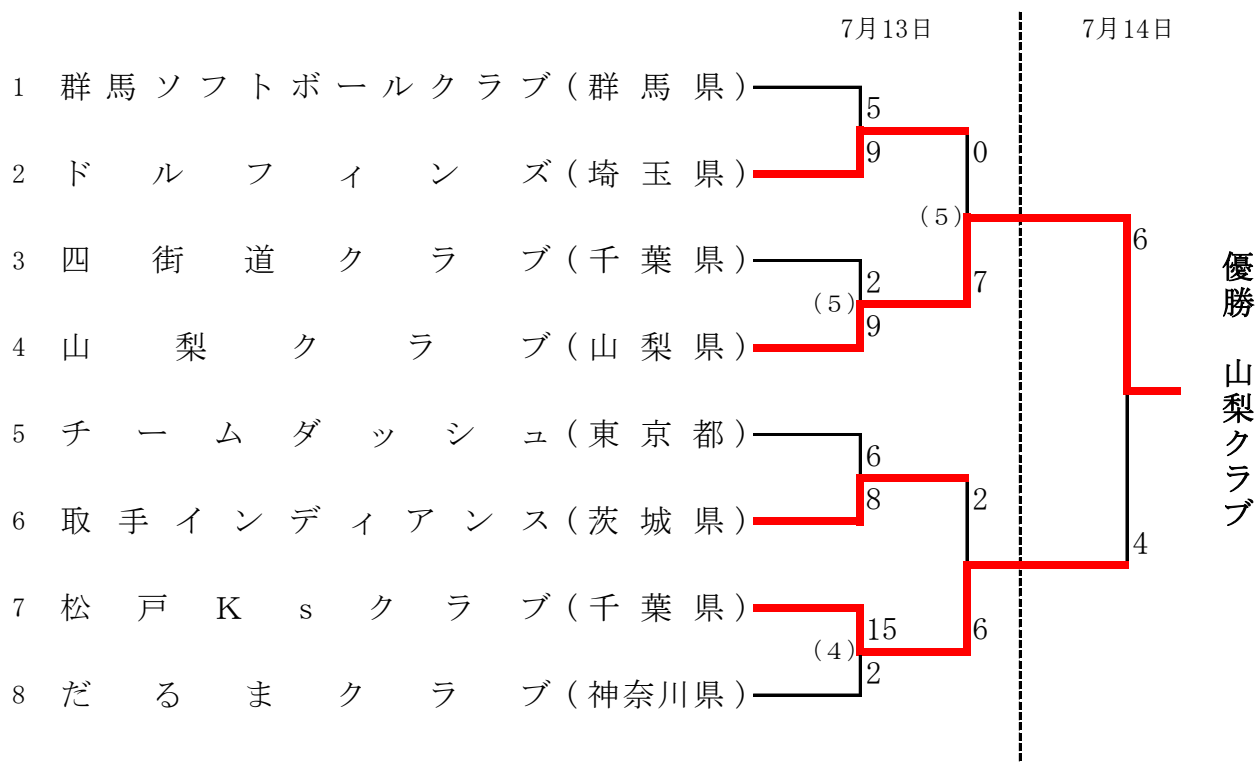 7月13日 7月14日
1 群馬ソフトボールクラブ(群馬県)
5
9
0
2 ドルフィンズ(埼玉県)
(5)
6
3 四街道クラブ(千葉県)
2
7
(5)
9
4 山梨クラブ(山梨県)
優勝 山梨クラブ
5 チームダッシュ(東京都)
6
8
2
6 取手インディアンス(茨城県)
4
7 松戸Ksクラブ(千葉県)
15
6
(4)
2
8 だるまクラブ(神奈川県)